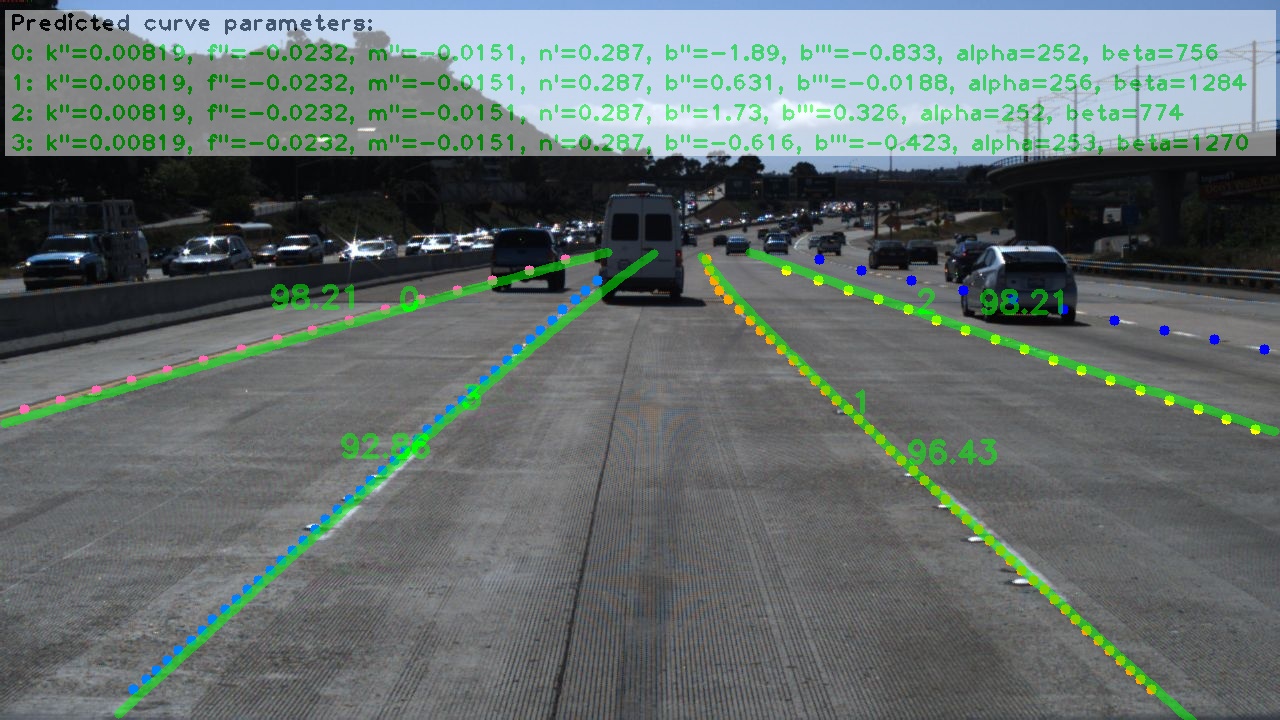 Predicted curve parameters:
0: k''=0.00819, f''=-0.0232, m''=-0.0151, n'=0.287, b''=-1.89, b'''=-0.833, alpha=252, beta=756
1: k''=0.00819, f''=-0.0232, m''=-0.0151, n'=0.287, b''=0.631, b'''=-0.0188, alpha=256, beta=1284
2: k''=0.00819, f''=-0.0232, m''=-0.0151, n'=0.287, b''=1.73, b'''=0.326, alpha=252, beta=774
3: k''=0.00819, f''=-0.0232, m''=-0.0151, n'=0.287, b''=-0.616, b'''=-0.423, alpha=253, beta=1270
98.21 0 2 98.21
3 1
92.86 96.43